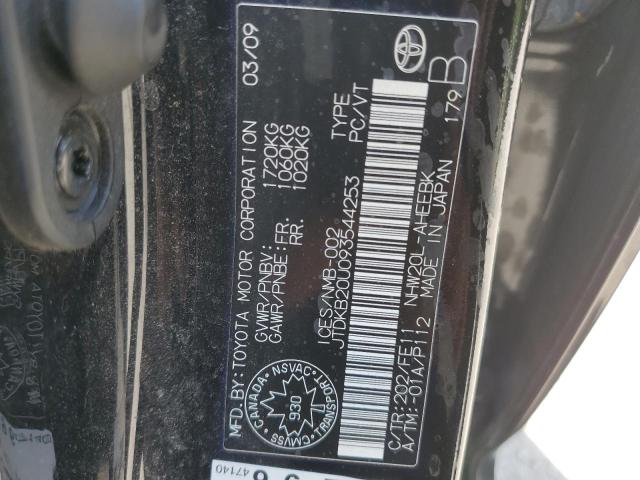 MFD.BY: TOYOTA MOTOR CORPORATION 03/09
GVWR/PNBV: 1720KG
GAWR/PNBE: FR: 1060KG
RR. 1020KG
CANADA
930
CMVSS NSVAC
ICES/NMB-002
JTDKB20U093544253
TYPE
PC/VT
C/TR:202/FE11 NHW20L-AHEEBK
A/TM:-01A/P112 MADE IN JAPAN
179 B
47140